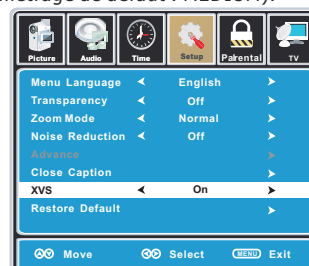 Picture Audio Time Setup Parental TV
Menu Language English
Transparency Off
Zoom Mode Normal
Noise Reduction Off
Advance
Close Caption
XVS On
Restore Default
Move Select MENU Exit